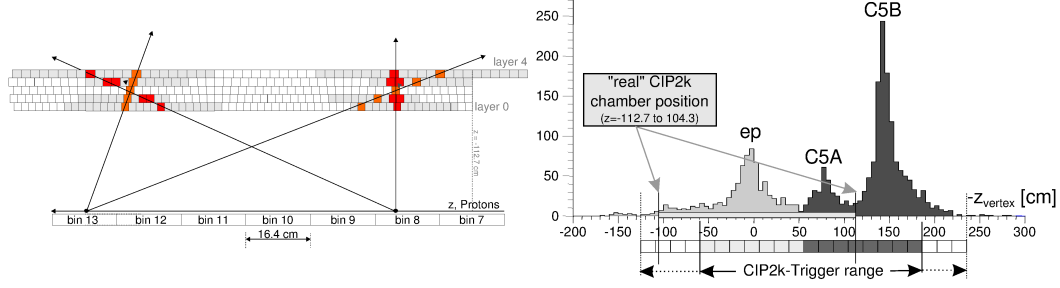 layer 4
layer 0
z = -112.7 cm
z, Protons
bin 13
bin 12
bin 11
bin 10
bin 9
bin 8
bin 7
16.4 cm
250
200
150
100
50
0
C5B
"real" CIP2k
chamber position
(z=-112.7 to 104.3)
ep
C5A
-z vertex [cm]
-200
-150
-100
-50
0
50
100
150
200
250
300
CIP2k-Trigger range